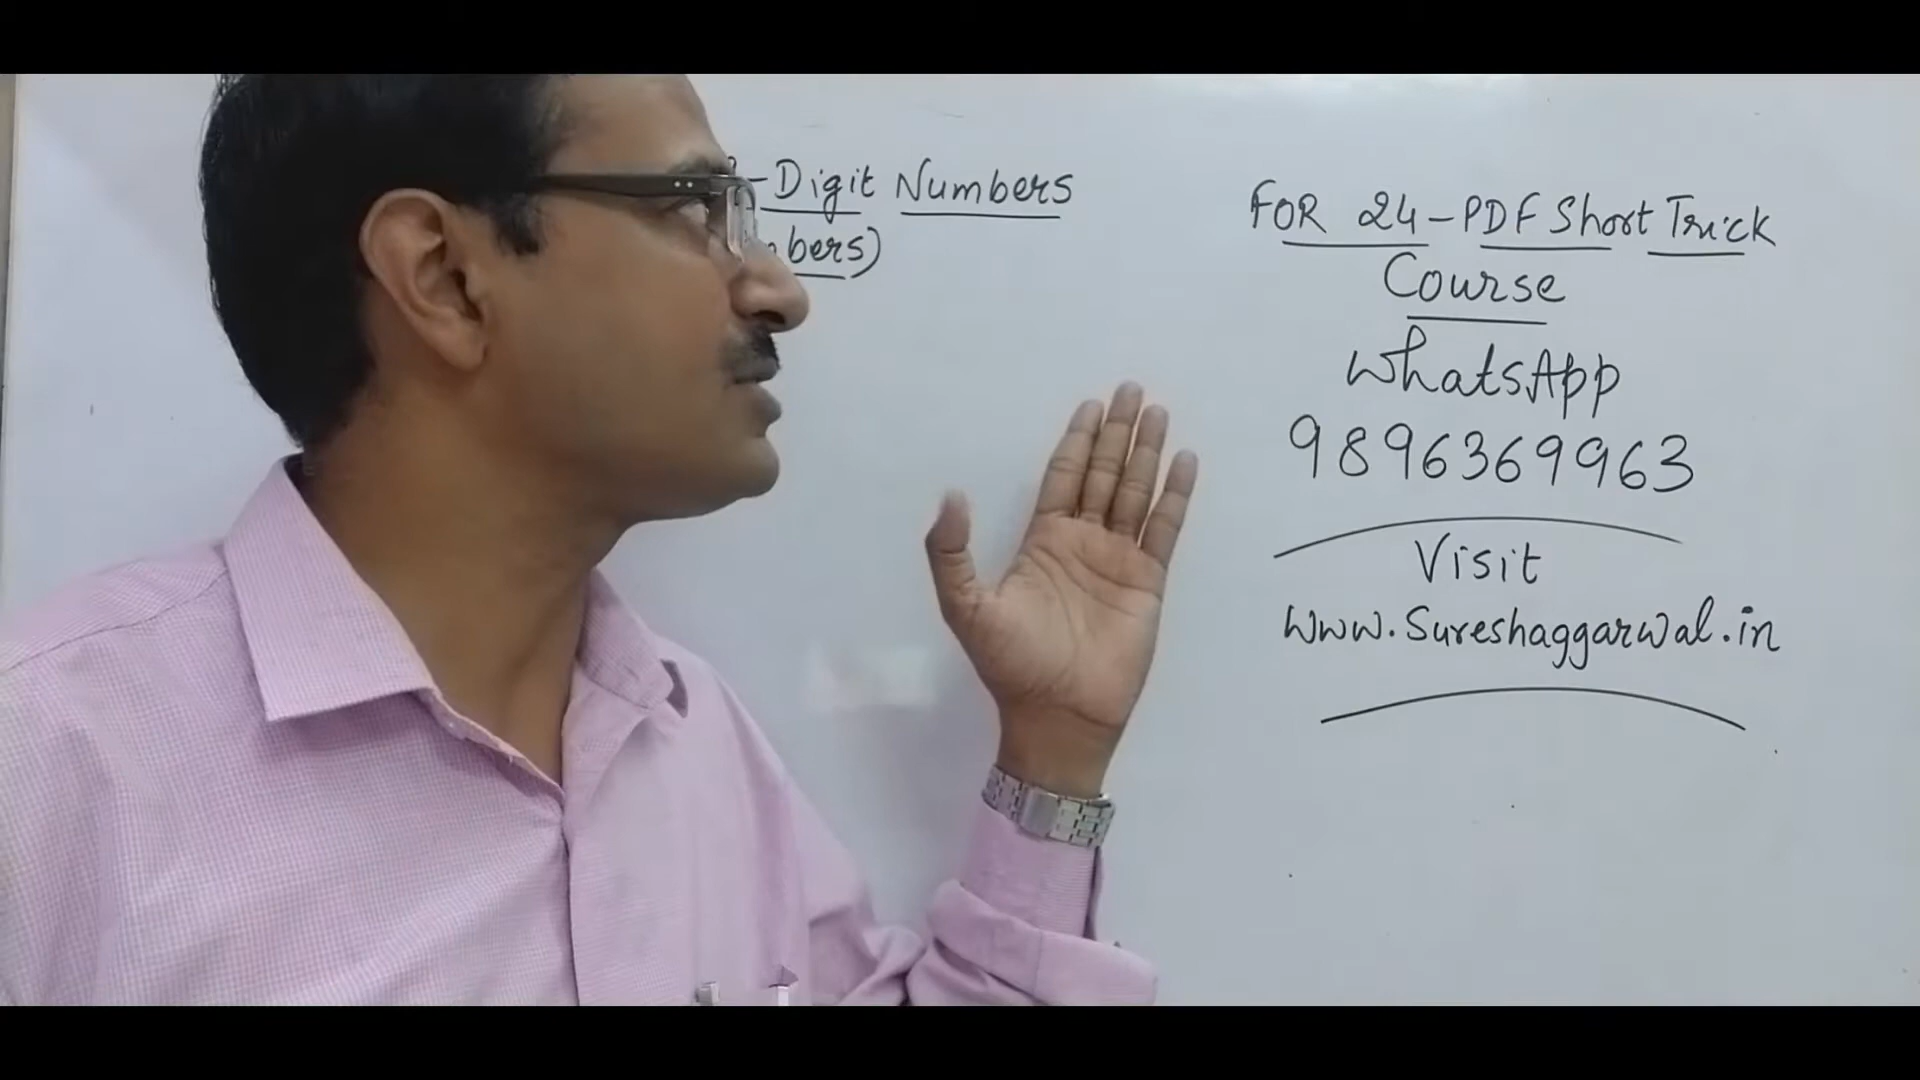 -Digit Numbers
bers)
FOR 24-PDF Short Trick
Course
WhatsApp
9896369963
Visit
www.Sureshaggarwal.in